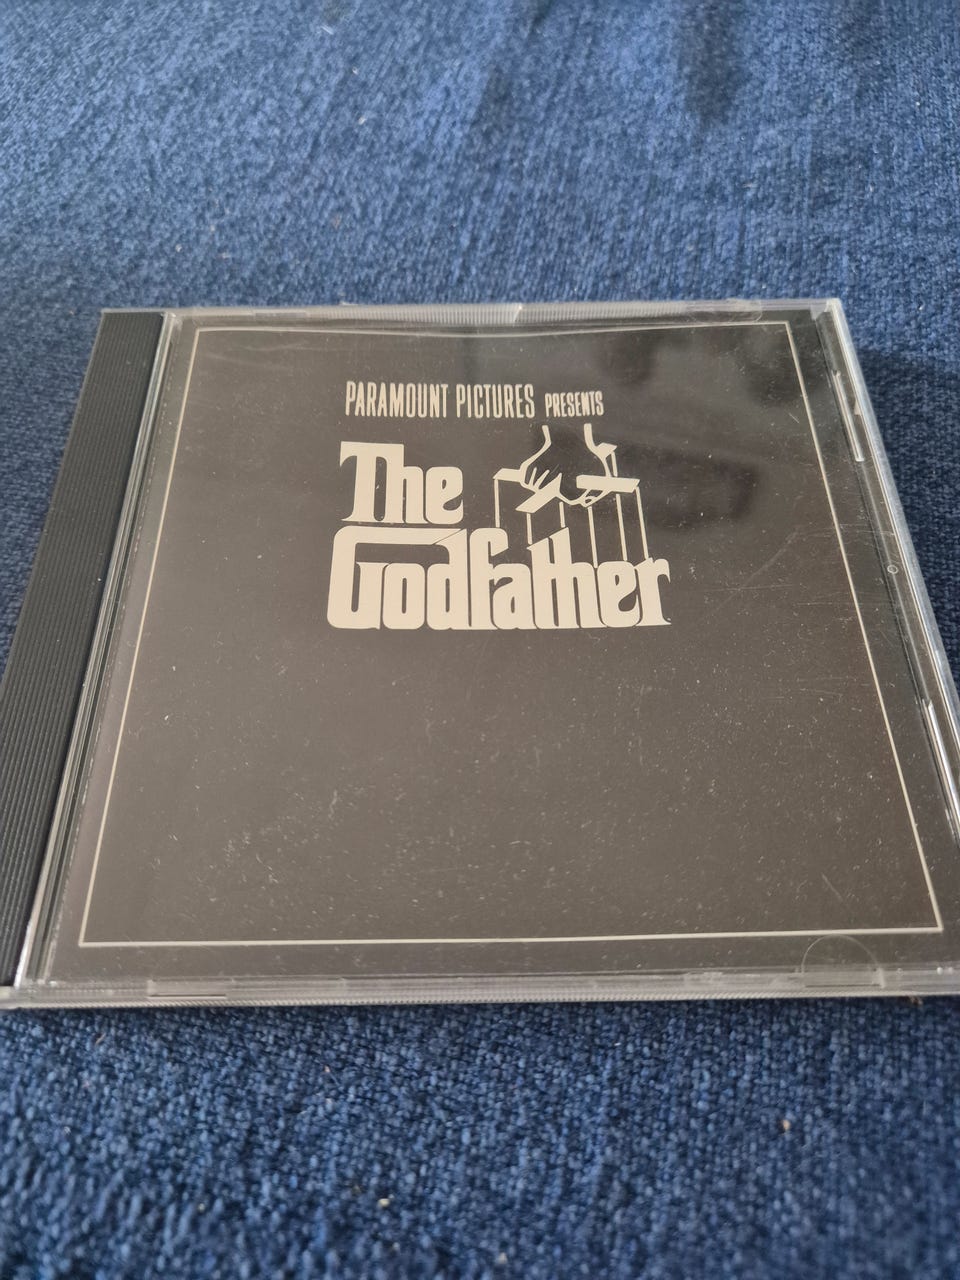 PARAMOUNT PICTURES PRESENTS
The
Godfather